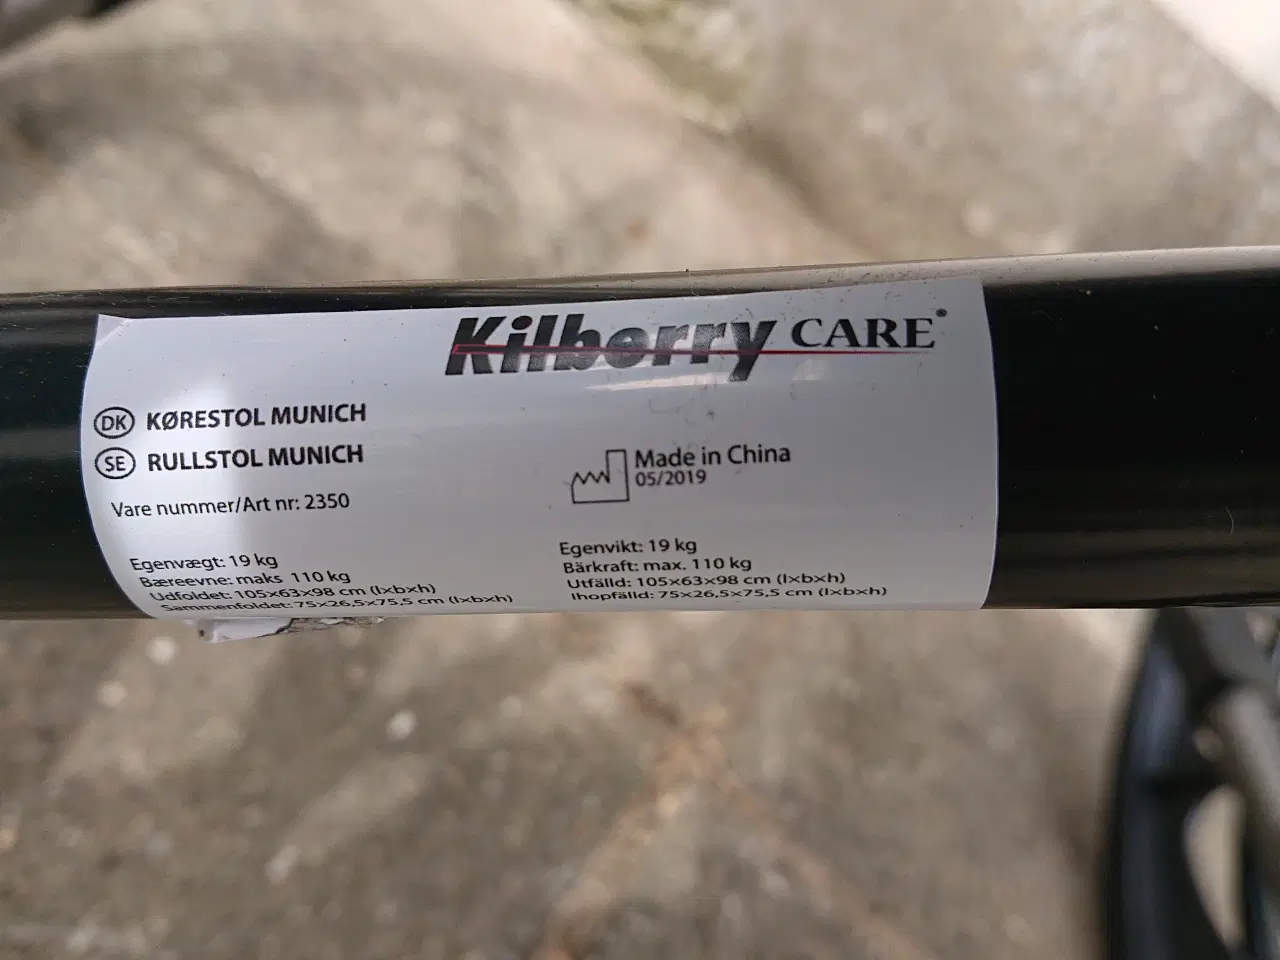 Kilberry CARE®
DK KØRESTOL MUNICH
SE RULLSTOL MUNICH
Vare nummer/Art nr: 2350
Made in China
05/2019
Egenvægt: 19 kg
Bæreevne: maks 110 kg
Udfoldet: 105x63x98 cm (lxbxh)
Sammenfoldet: 75x26,5x75,5 cm (lxbxh)
Egenvikt: 19 kg
Bärkraft: max. 110 kg
Utfälld: 105x63x98 cm (lxbxh)
Ihopfälld: 75x26,5x75,5 cm (lxbxh)